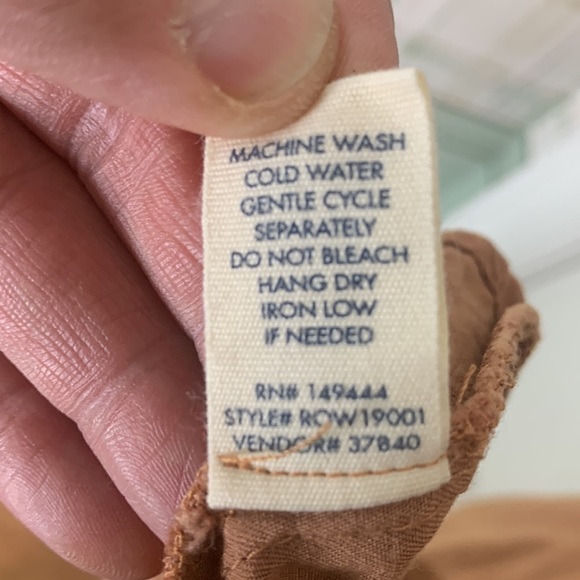 MACHINE WASH
COLD WATER
GENTLE CYCLE
SEPARATELY
DO NOT BLEACH
HANG DRY
IRON LOW
IF NEEDED
RN# 149444
STYLE# ROW19001
VENDOR# 37840